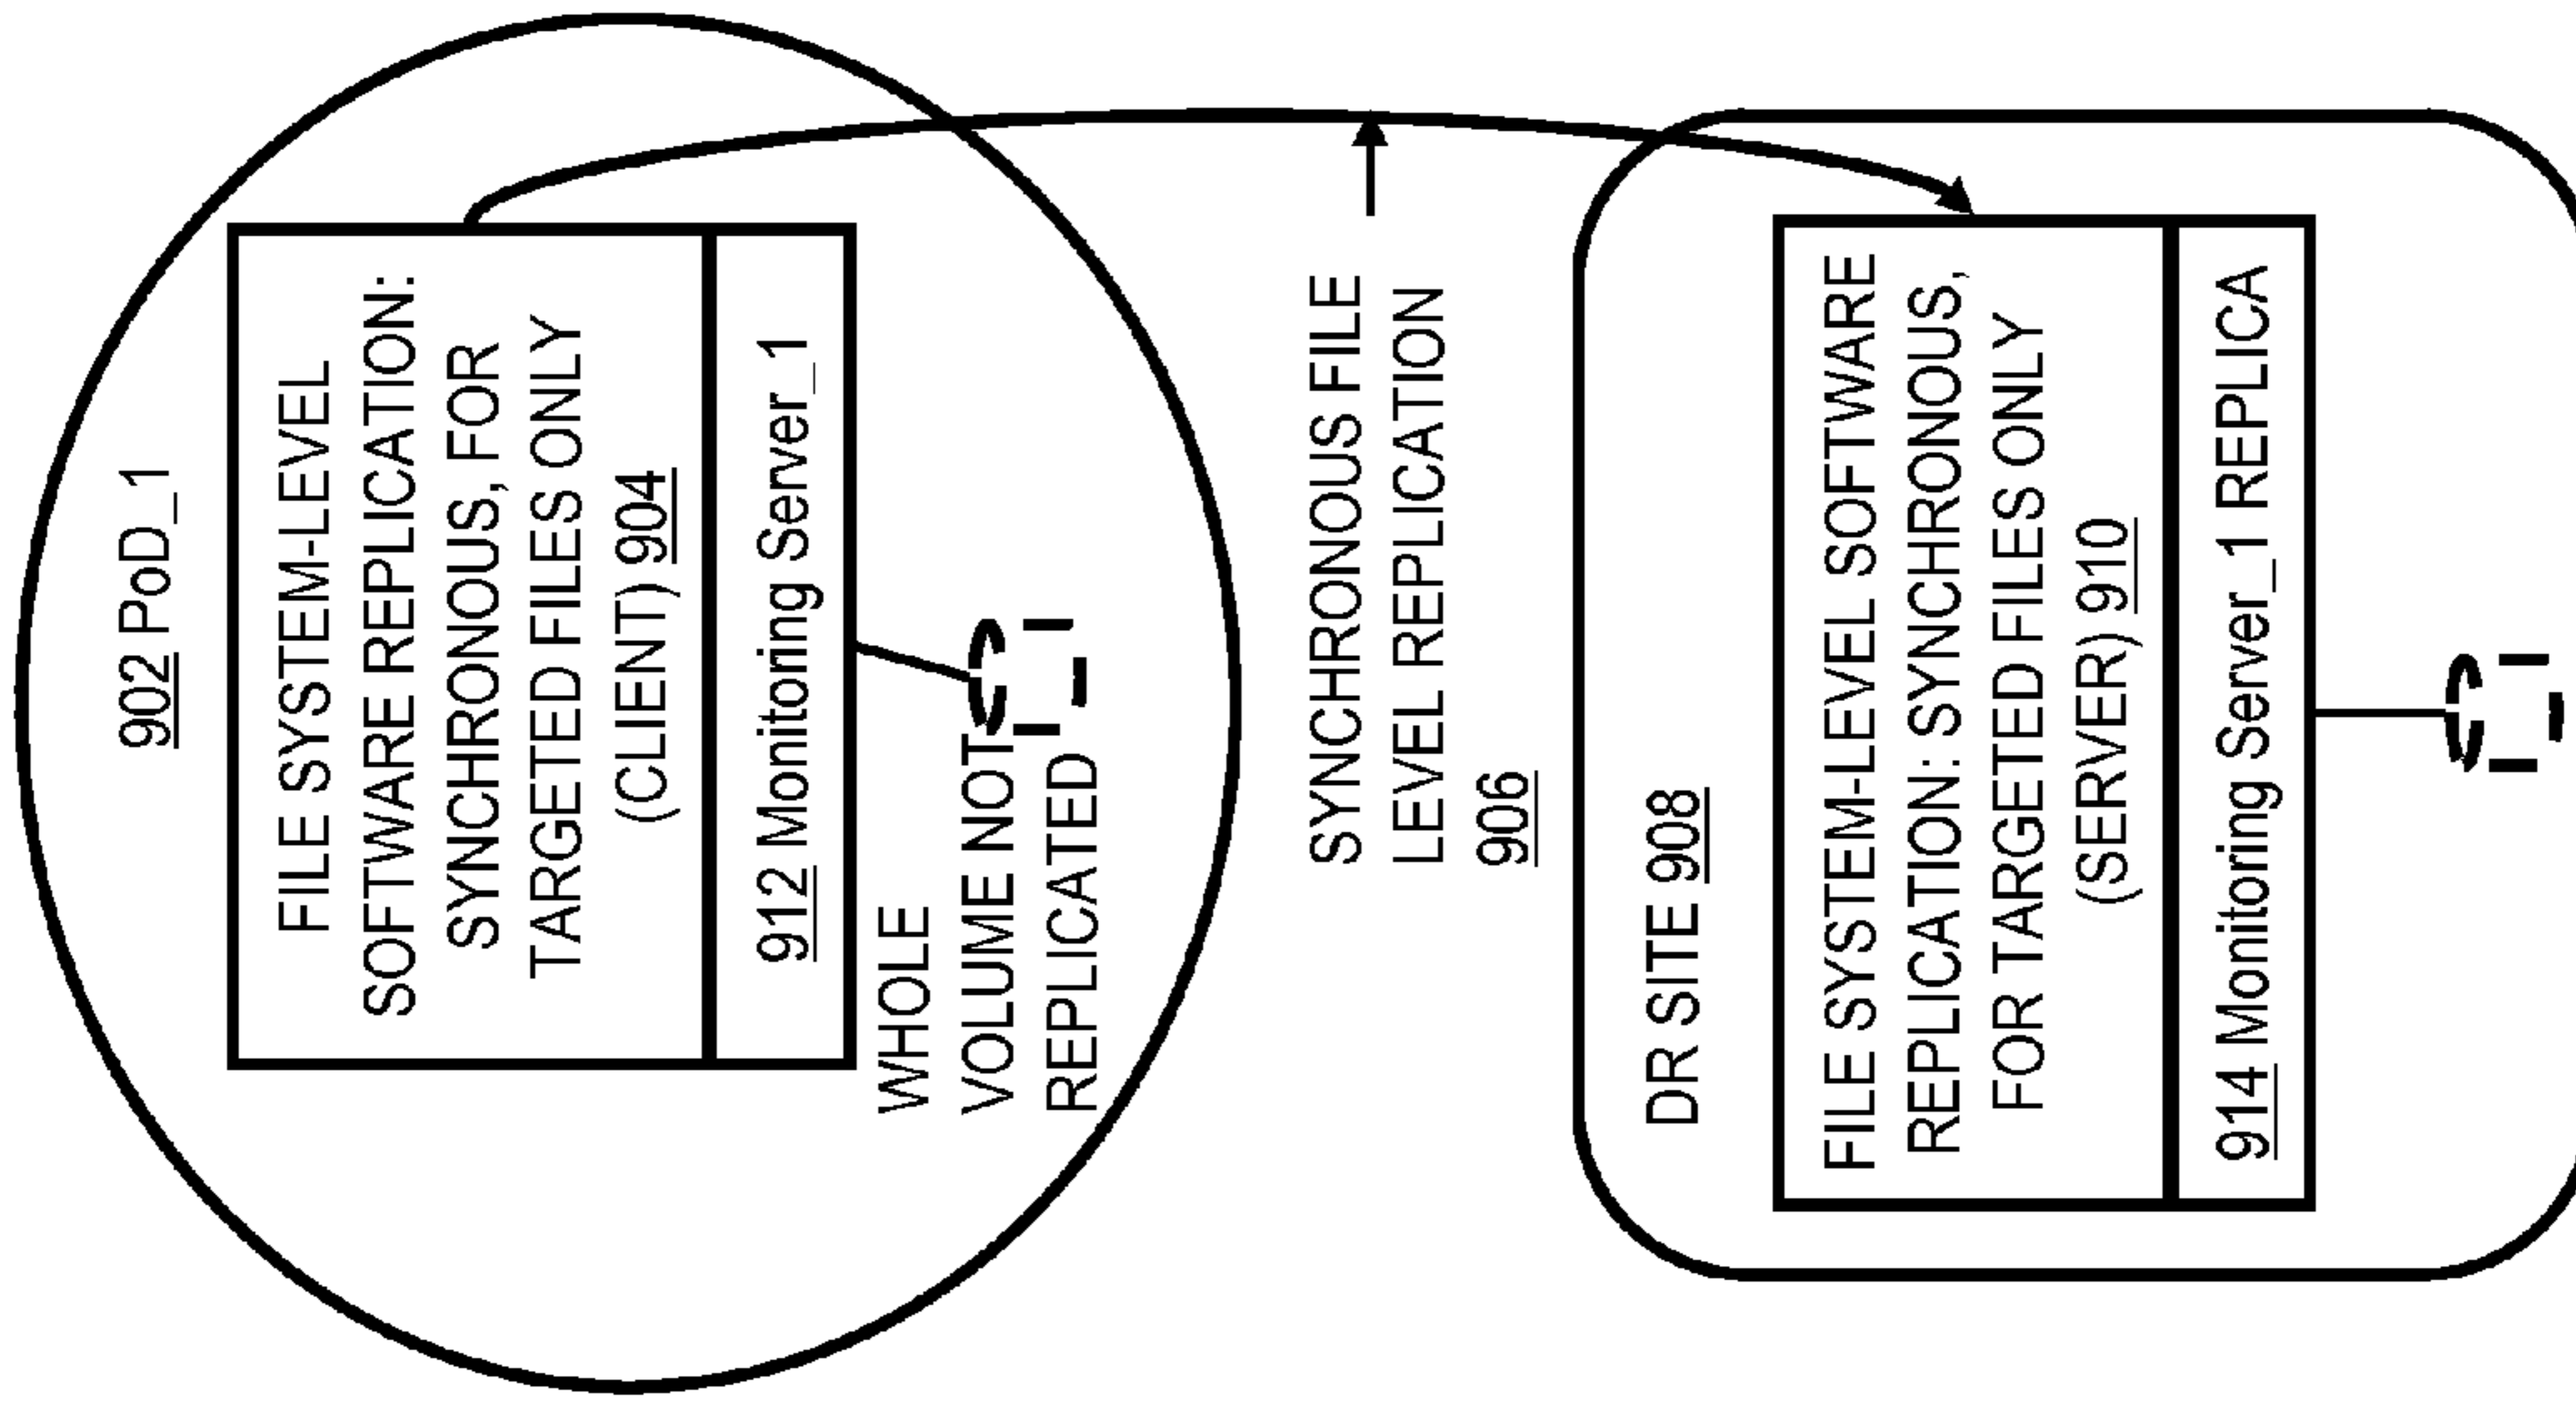 902 PoD_1
FILE SYSTEM-LEVEL
SOFTWARE REPLICATION:
SYNCHRONOUS, FOR
TARGETED FILES ONLY
(CLIENT) 904
912 Monitoring Server_1
WHOLE
VOLUME NOT
REPLICATED
SYNCHRONOUS FILE
LEVEL REPLICATION
906
DR SITE 908
FILE SYSTEM-LEVEL SOFTWARE
REPLICATION: SYNCHRONOUS,
FOR TARGETED FILES ONLY
(SERVER) 910
914 Monitoring Server_1 REPLICA